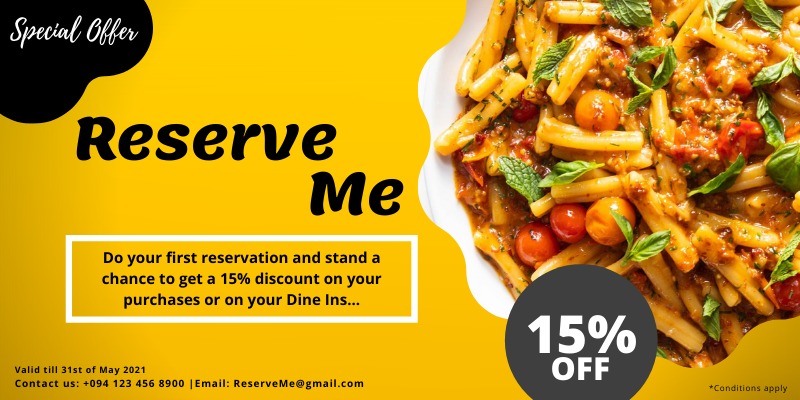 Special Offer
Reserve
Me
Do your first reservation and stand a
chance to get a 15% discount on your
purchases or on your Dine Ins...
15%
OFF
Valid till 31st of May 2021
Contact us: +094 123 456 8900 |Email: ReserveMe@gmail.com
*Conditions apply